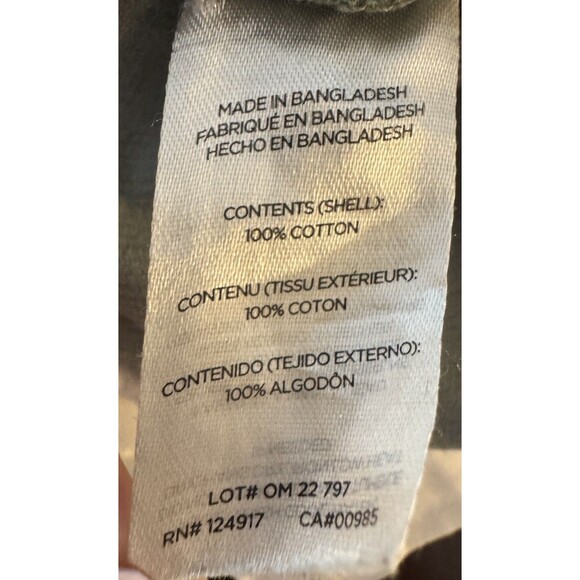 MADE IN BANGLADESH
FABRIQUÉ EN BANGLADESH
HECHO EN BANGLADESH
CONTENTS (SHELL):
100% COTTON
CONTENU (TISSU EXTÉRIEUR):
100% COTON
CONTENIDO (TEJIDO EXTERNO):
100% ALGODÔN
LOT# OM 22 797
RN# 124917 CA#00985